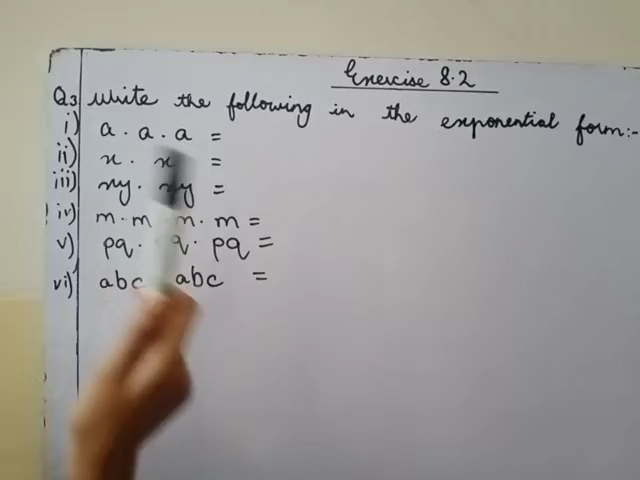 Exercise 8.2
Q3 Write the following in the exponential form:-
i) a · a · a =
ii) x · x =
iii) xy · xy =
iv) m · m n · m =
v) pq · q · pq =
vi) abc abc =